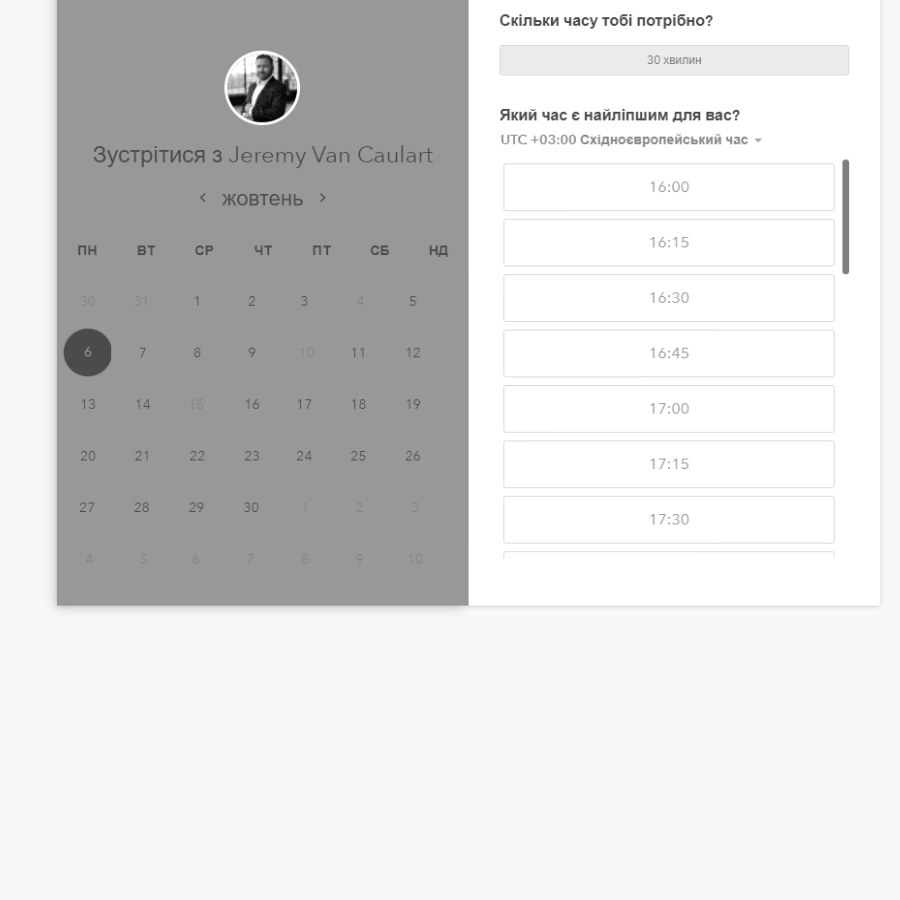 Зустрітися з Jeremy Van Caulart
жовтень
ПН ВТ СР ЧТ ПТ СБ НД
30 31 1 2 3 4 5
6 7 8 9 10 11 12
13 14 15 16 17 18 19
20 21 22 23 24 25 26
27 28 29 30 1 2 3
4 5 6 7 8 9 10
Скільки часу тобі потрібно?
30 хвилин
Який час є найліпшим для вас?
UTC +03:00 Східноєвропейський час
16:00
16:15
16:30
16:45
17:00
17:15
17:30